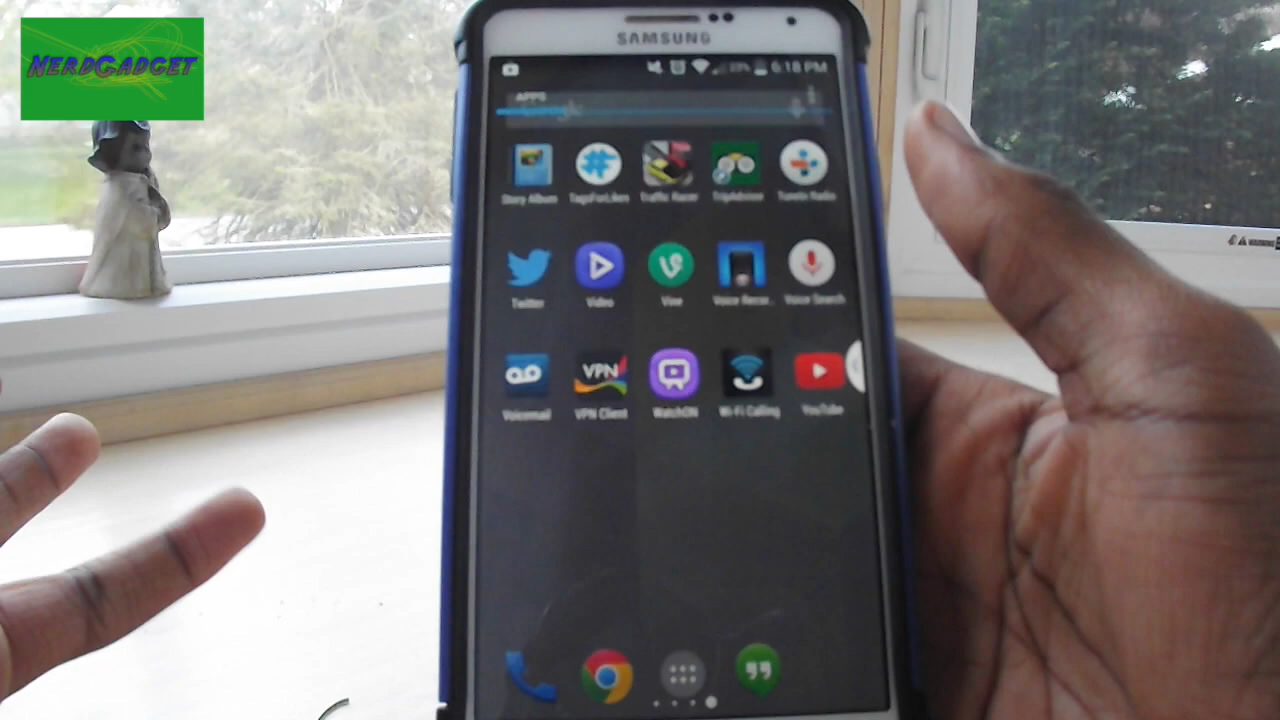 NERDGADGET
SAMSUNG
6:18 PM
APPS
Story Album TagsForLikes Traffic Racer TripAdvisor TuneIn Radio
Twitter Video Vine Voice Recor.. Voice Search
VPN
Voicemail VPN Client WatchON Wi-Fi Calling YouTube